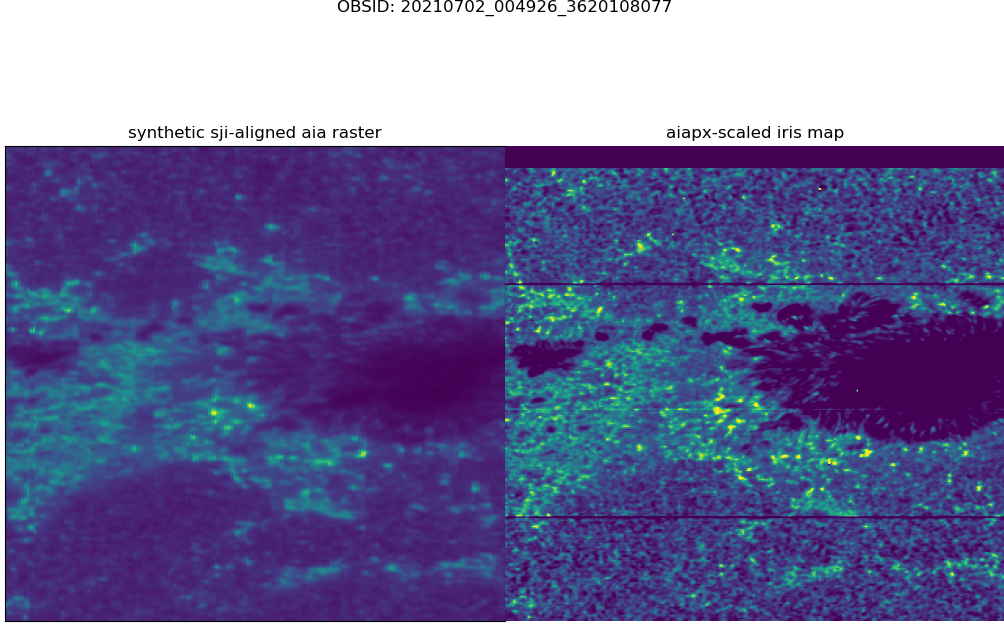 OBSID: 20210702_004926_3620108077
synthetic sji-aligned aia raster
aiapx-scaled iris map